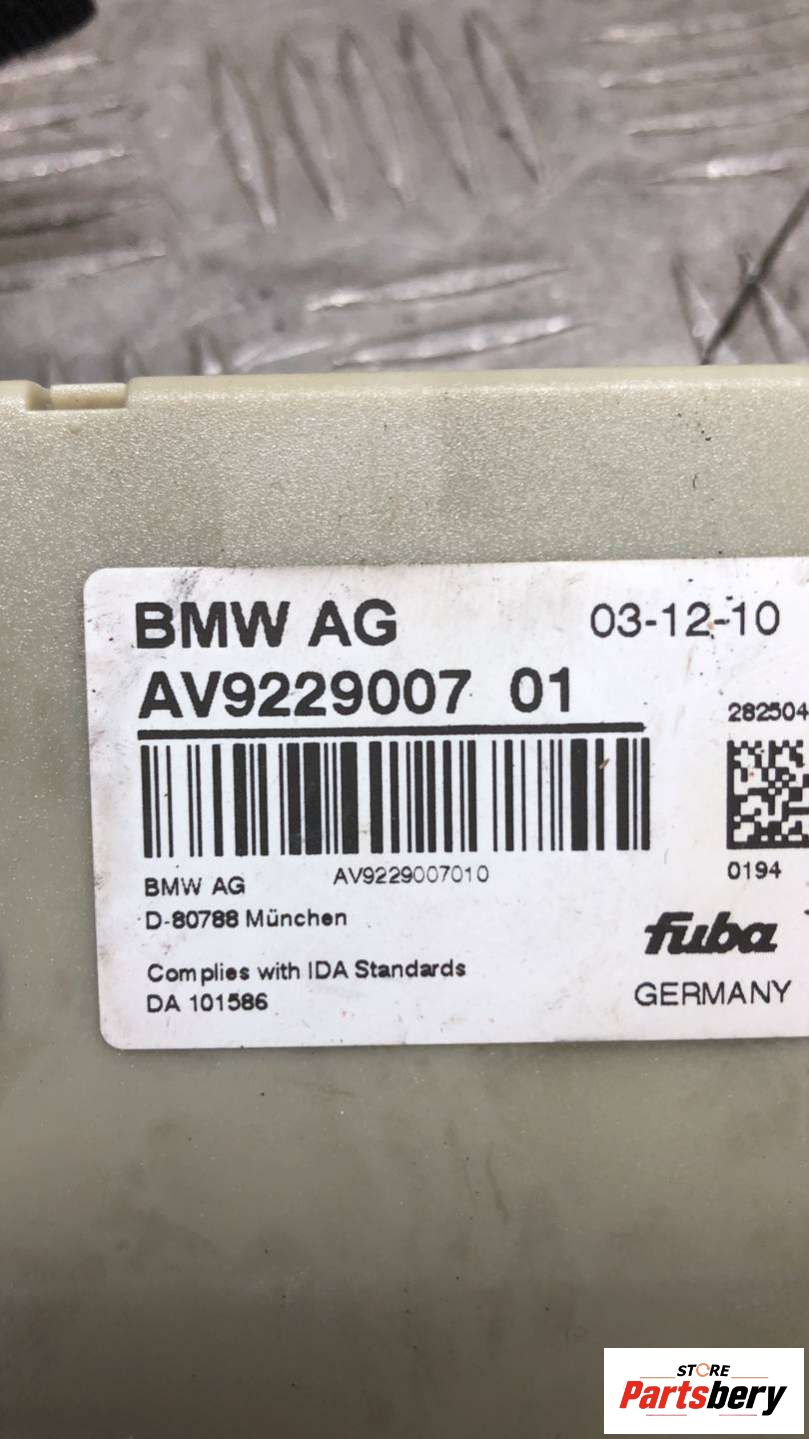 BMW AG 03-12-10
AV9229007 01
282504
AV9229007010
0194
BMW AG
D-80788 München
fuba
Complies with IDA Standards
GERMANY
DA 101586
STORE
Partsbery